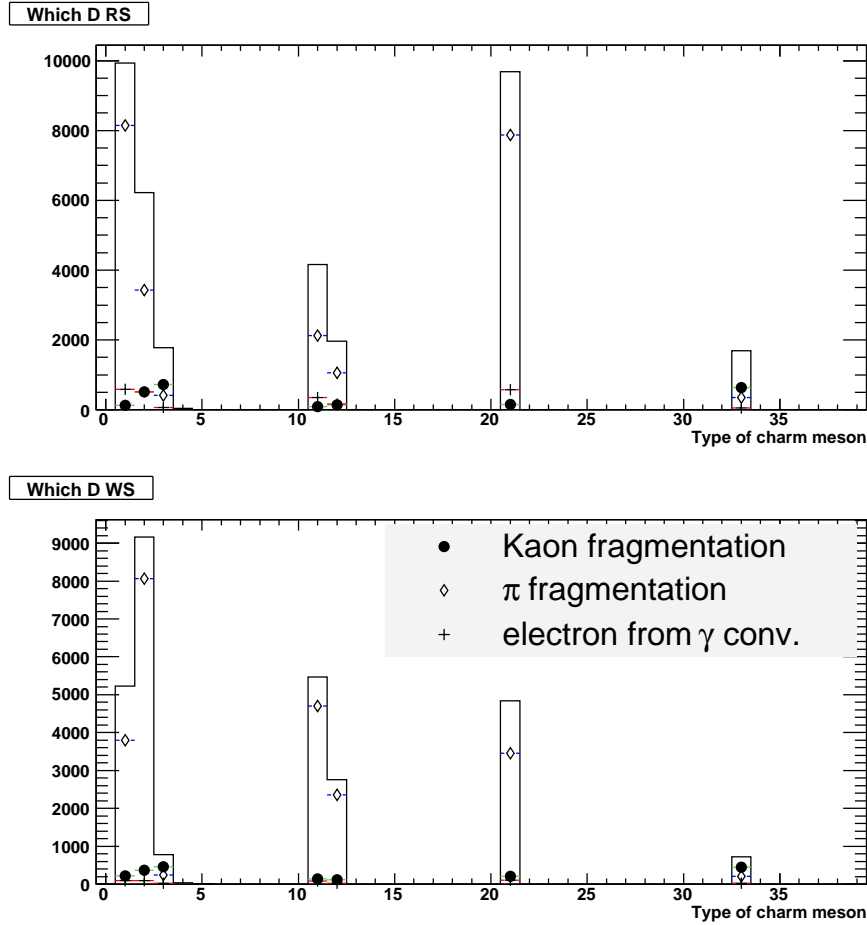 Which D RS
10000
8000
6000
4000
2000
0
0 5 10 15 20 25 30 35
Type of charm meson
Which D WS
9000
8000
7000
6000
5000
4000
3000
2000
1000
0
Kaon fragmentation
π fragmentation
electron from γ conv.
0 5 10 15 20 25 30 35
Type of charm meson